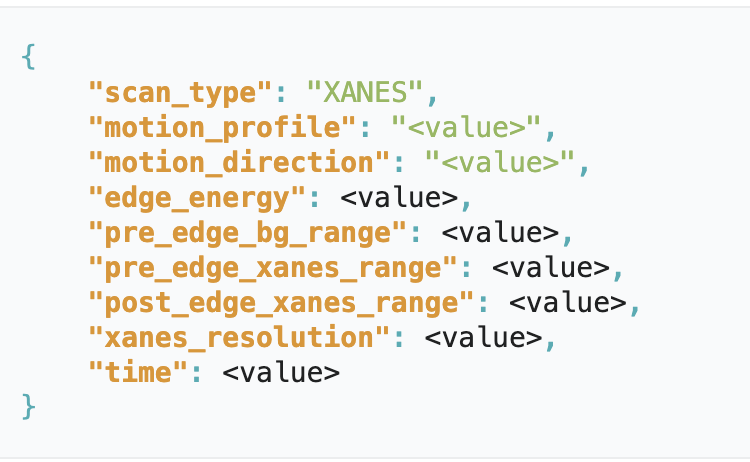 {
    "scan_type": "XANES",
    "motion_profile": "<value>",
    "motion_direction": "<value>",
    "edge_energy": <value>,
    "pre_edge_bg_range": <value>,
    "pre_edge_xanes_range": <value>,
    "post_edge_xanes_range": <value>,
    "xanes_resolution": <value>,
    "time": <value>
}